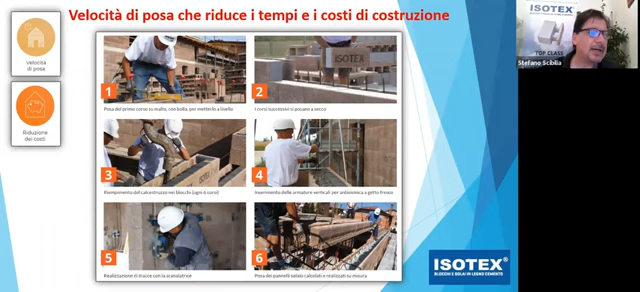 Velocità di posa che riduce i tempi e i costi di costruzione
Velocità
di posa
Riduzione
dei costi
1
Posa del primo corso su malta, con bolla, per metterlo a livello
2
ISOTEX
I corsi successivi si posano a secco
3
Riempimento del calcestruzzo nei blocchi (ogni 6 corsi)
4
Inserimento delle armature verticali per antisismica a getto fresco
5
Realizzazione di tracce con la scanalatrice
6
Posa dei pannelli solaio calcolati e realizzati su misura
ISOTEX®
BLOCCHI E SOLAI IN LEGNO CEMENTO
ISOTEX
TOP CLASS
Stefano Sciblia